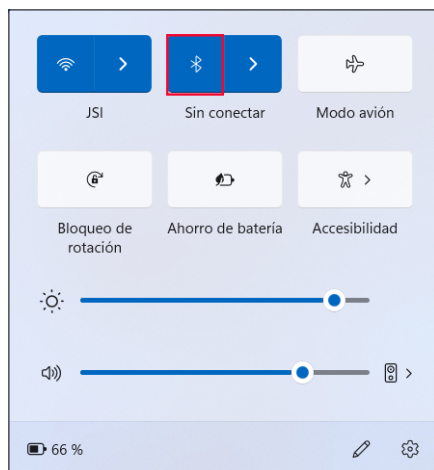 JSI
Sin conectar
Modo avión
Bloqueo de
rotación
Ahorro de batería
Accesibilidad
66 %